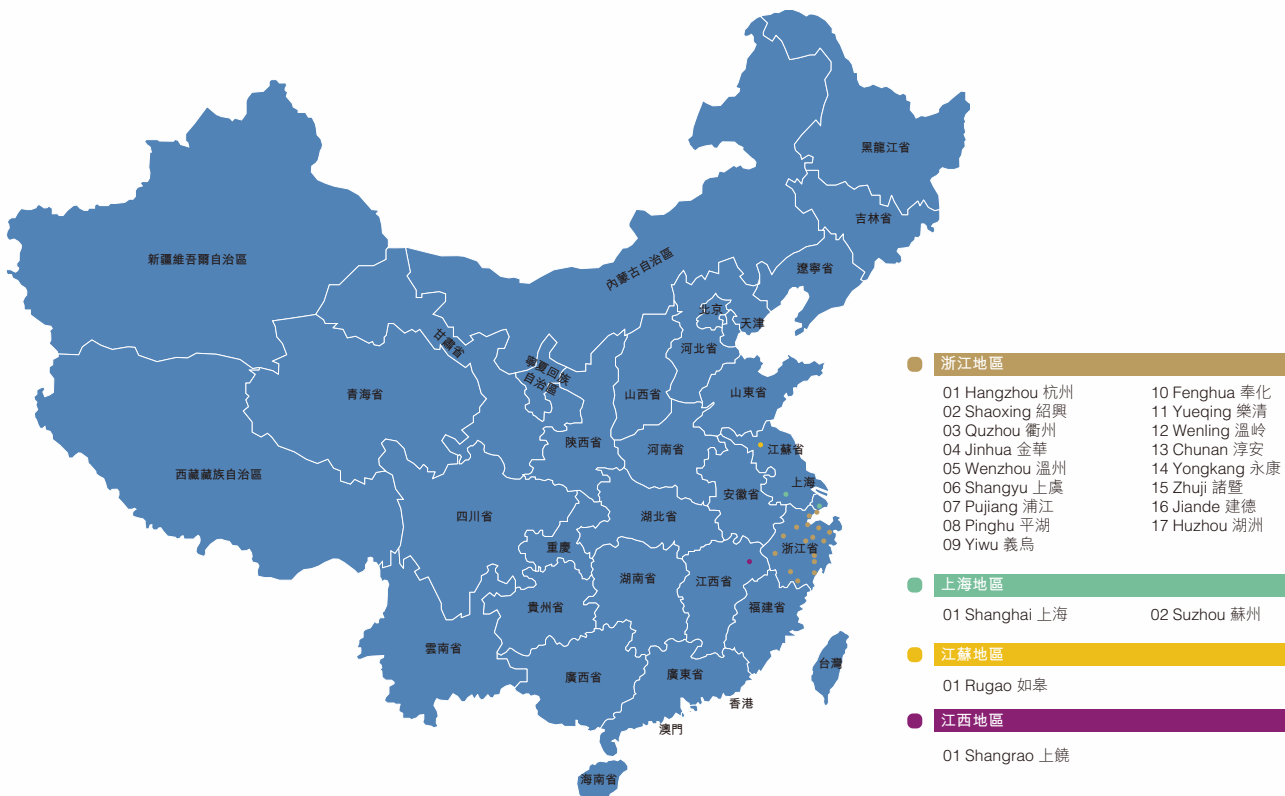 黑龍江省
吉林省
遼寧省
新疆維吾爾自治區
內蒙古自治區
北京
天津
甘肅省
河北省
寧夏回族
自治區
青海省
山西省
山東省
陝西省
河南省
江蘇省
西藏藏族自治區
安徽省
上海
四川省
湖北省
重慶
浙江省
湖南省
江西省
貴州省
福建省
雲南省
台灣
廣西省
廣東省
香港
澳門
海南省
浙江地區
01 Hangzhou 杭州
02 Shaoxing 紹興
03 Quzhou 衢州
04 Jinhua 金華
05 Wenzhou 溫州
06 Shangyu 上虞
07 Pujiang 浦江
08 Pinghu 平湖
09 Yiwu 義烏
10 Fenghua 奉化
11 Yueqing 樂清
12 Wenling 溫岭
13 Chunan 淳安
14 Yongkang 永康
15 Zhuji 諸暨
16 Jiande 建德
17 Huzhou 湖洲
上海地區
01 Shanghai 上海
02 Suzhou 蘇州
江蘇地區
01 Rugao 如皋
江西地區
01 Shangrao 上饒